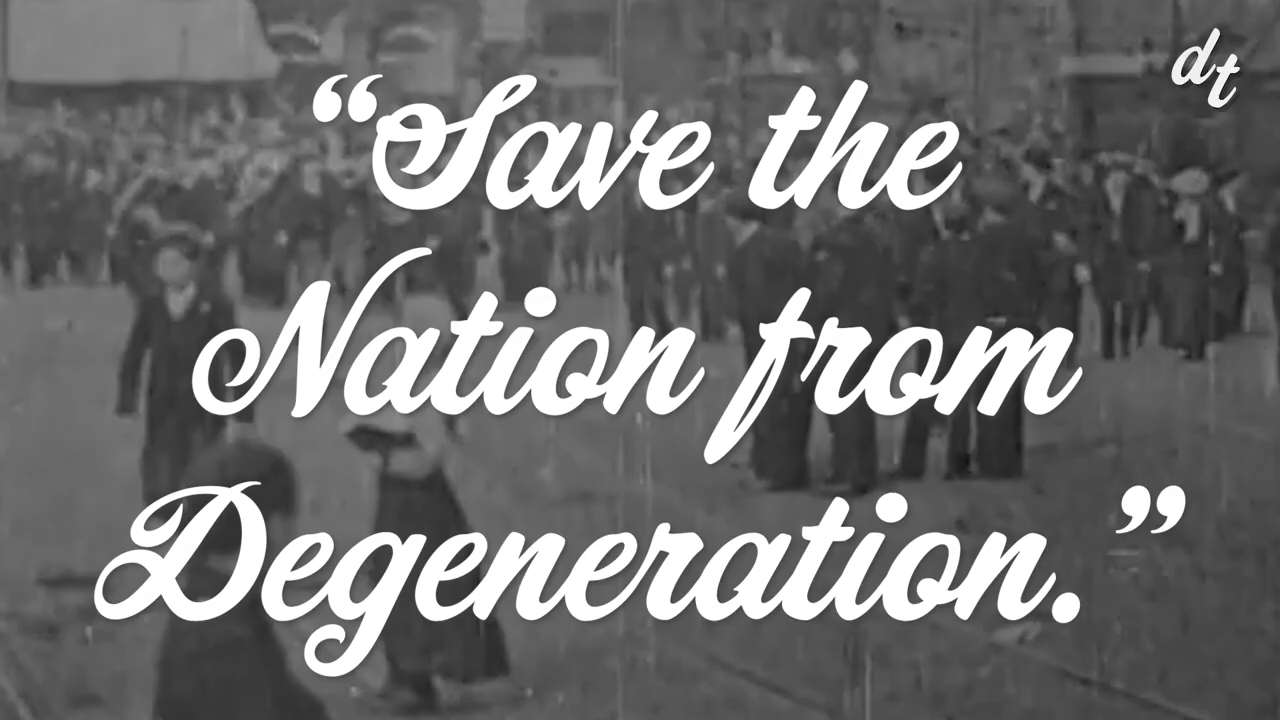 dt
“Save the
Nation from
Degeneration.”